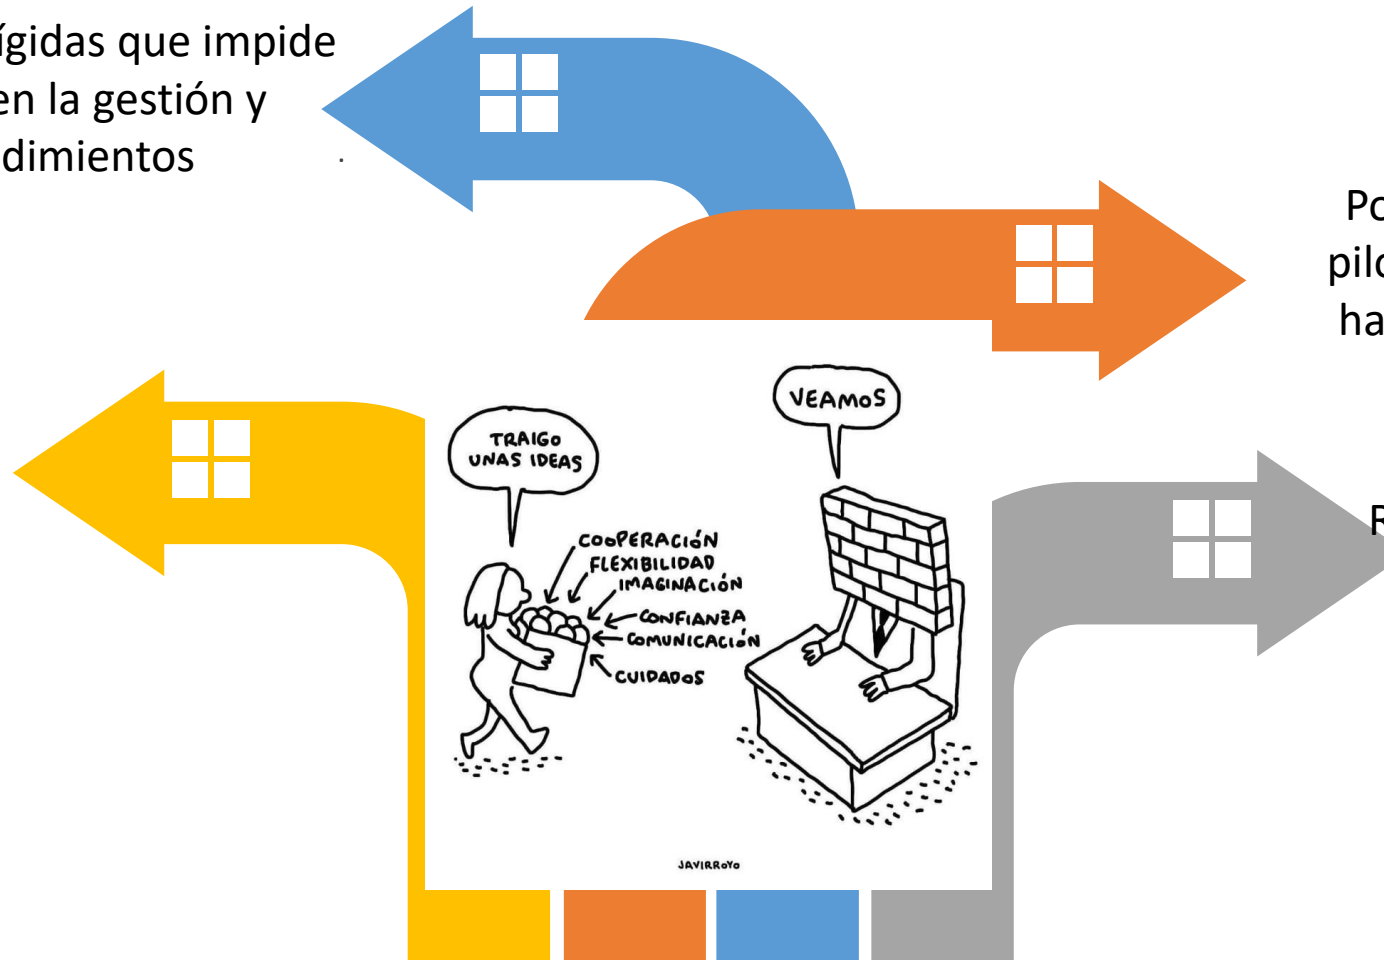 ígidas que impide
en la gestión y
dimientos
.
Po
pilo
ha
VEAMOS
TRAIGO
UNAS IDEAS
COOPERACIÓN
FLEXIBILIDAD
IMAGINACIÓN
CONFIANZA
COMUNICACIÓN
CUIDADOS
R
JAVIRROYO